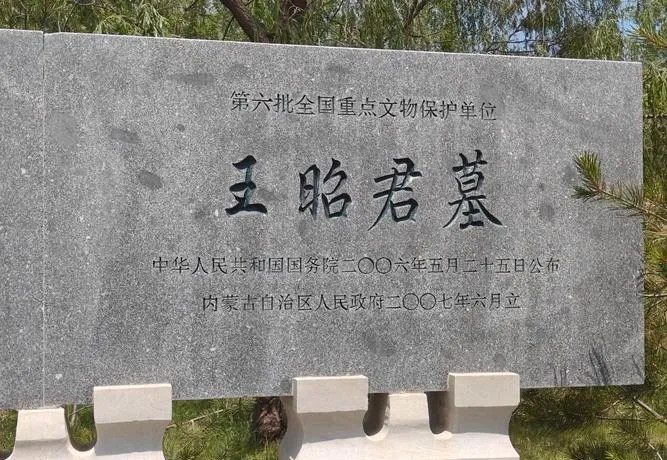 第六批全国重点文物保护单位
王昭君墓
中华人民共和国国务院二〇〇六年五月二十五日公布
内蒙古自治区人民政府二〇〇七年六月立